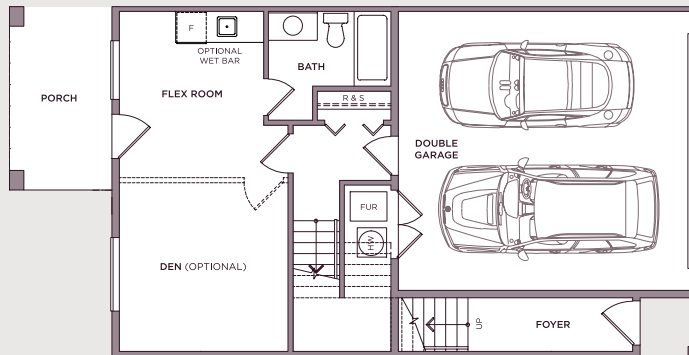 F
OPTIONAL
WET BAR
BATH
PORCH
FLEX ROOM
R & S
DOUBLE
GARAGE
FUR
HW
DEN (OPTIONAL)
UP
FOYER